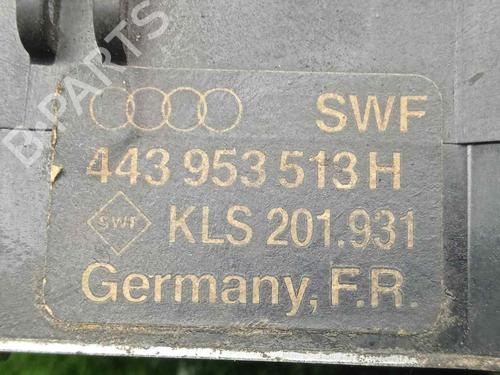 B-PARTS
SWF
443 953 513 H
SWF KLS 201.931
Germany, F.R.